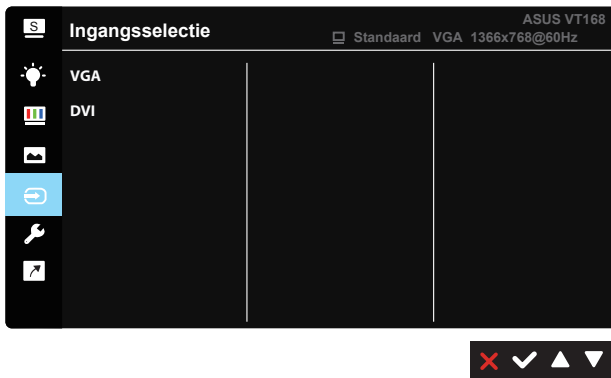 S
Ingangsselectie
ASUS VT168
Standaard VGA 1366x768@60Hz
VGA
DVI